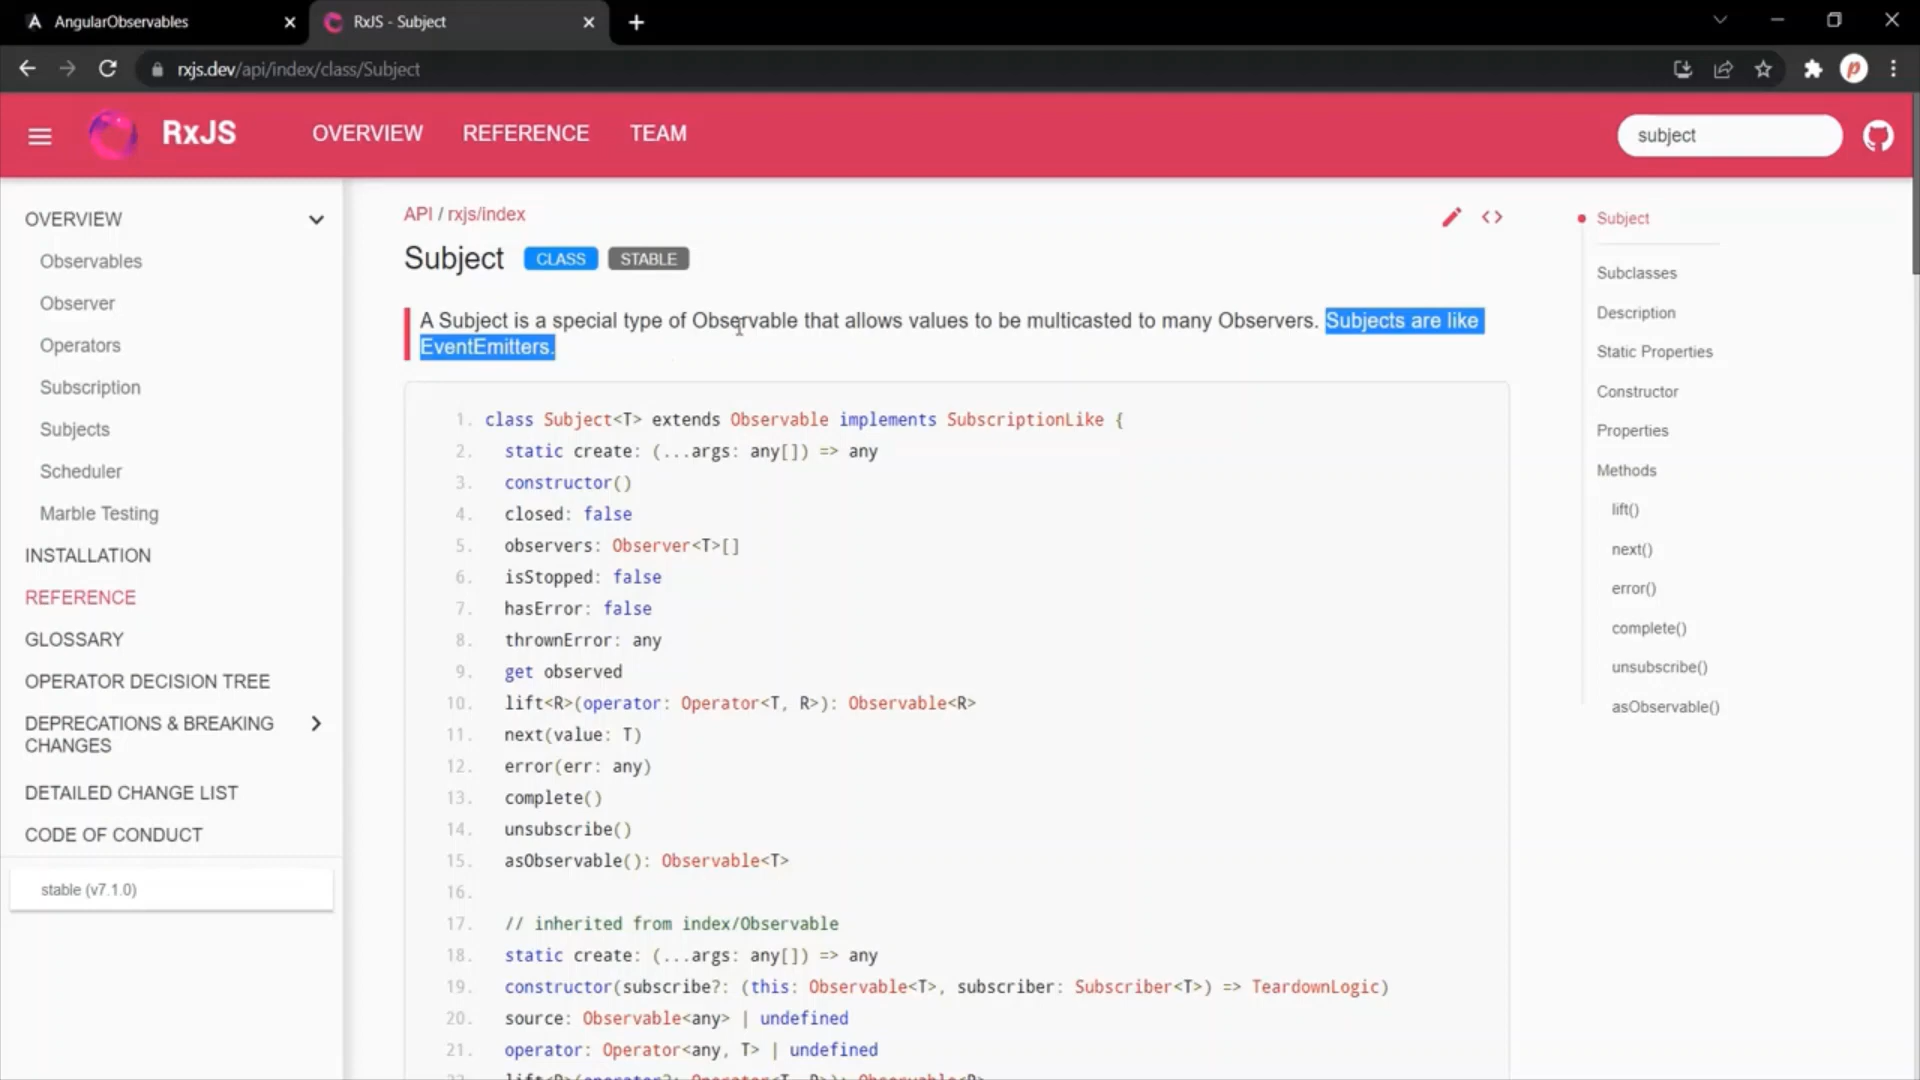 AngularObservables
RxJS - Subject
rxjs.dev/api/index/class/Subject
RxJS
OVERVIEW
REFERENCE
TEAM
subject
OVERVIEW
Observables
Observer
Operators
Subscription
Subjects
Scheduler
Marble Testing
INSTALLATION
REFERENCE
GLOSSARY
OPERATOR DECISION TREE
DEPRECATIONS & BREAKING
CHANGES
DETAILED CHANGE LIST
CODE OF CONDUCT
stable (v7.1.0)
API / rxjs/index
Subject CLASS STABLE
A Subject is a special type of Observable that allows values to be multicasted to many Observers. Subjects are like
EventEmitters.
1. class Subject<T> extends Observable implements SubscriptionLike {
2. static create: (...args: any[]) => any
3. constructor()
4. closed: false
5. observers: Observer<T>[]
6. isStopped: false
7. hasError: false
8. thrownError: any
9. get observed
10. lift<R>(operator: Operator<T, R>): Observable<R>
11. next(value: T)
12. error(err: any)
13. complete()
14. unsubscribe()
15. asObservable(): Observable<T>
16.
17. // inherited from index/Observable
18. static create: (...args: any[]) => any
19. constructor(subscribe?: (this: Observable<T>, subscriber: Subscriber<T>) => TeardownLogic)
20. source: Observable<any> | undefined
21. operator: Operator<any, T> | undefined
22. lift<R>(operator?: Operator<T, R>): Observable<R>
Subject
Subclasses
Description
Static Properties
Constructor
Properties
Methods
lift()
next()
error()
complete()
unsubscribe()
asObservable()